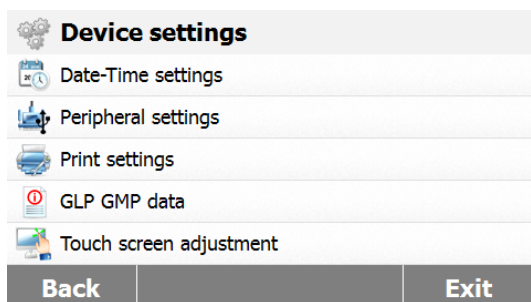 Device settings
Date-Time settings
Peripheral settings
Print settings
GLP GMP data
Touch screen adjustment
Back Exit